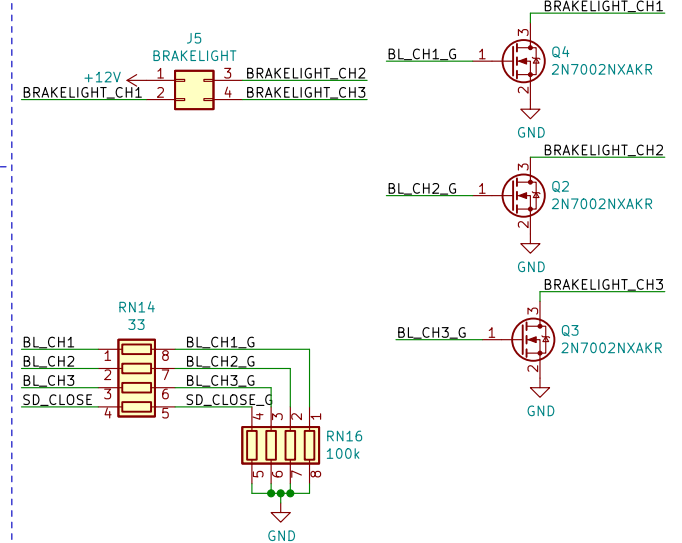 BRAKELIGHT_CH1
J5
BRAKELIGHT
3
Q4
2N7002NXAKR
BL_CH1_G 1
2
GND
+12V 1 3 BRAKELIGHT_CH2
BRAKELIGHT_CH1 2 4 BRAKELIGHT_CH3
BRAKELIGHT_CH2
3
Q2
2N7002NXAKR
BL_CH2_G 1
2
GND
BRAKELIGHT_CH3
3
Q3
2N7002NXAKR
BL_CH3_G 1
2
GND
RN14
33
BL_CH1 1 8 BL_CH1_G
BL_CH2 2 7 BL_CH2_G
BL_CH3 3 6 BL_CH3_G
SD_CLOSE 4 5 SD_CLOSE_G
4 3 2 1
RN16
100k
5 6 7 8
GND